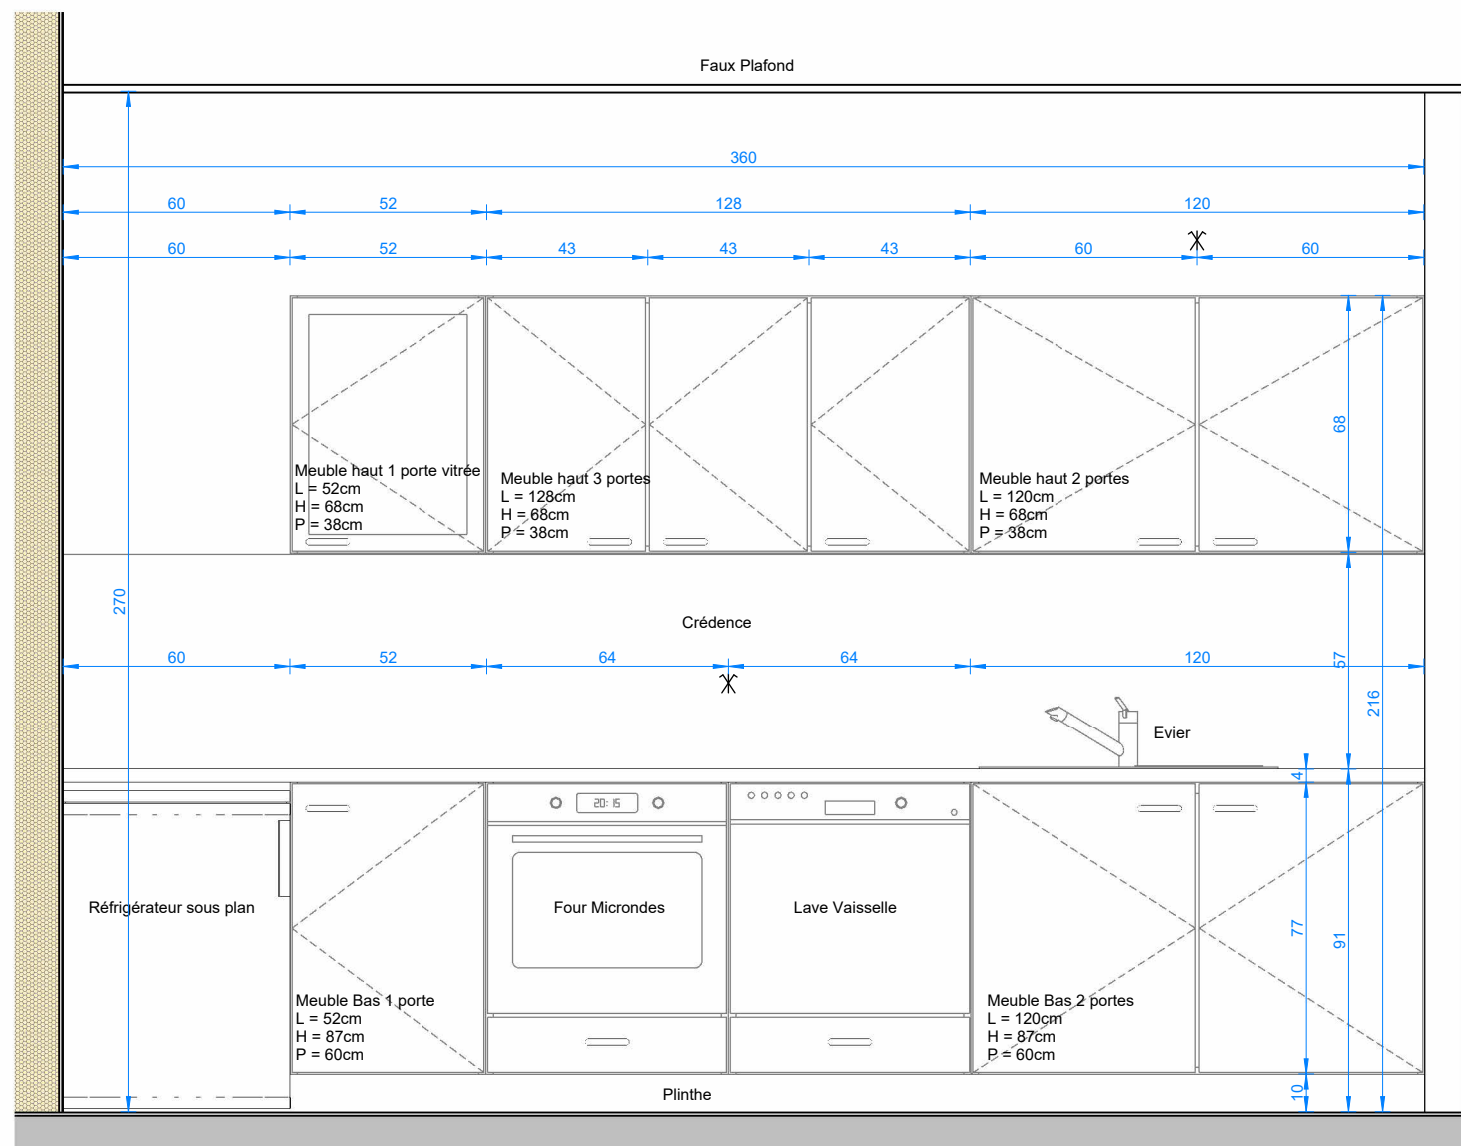 Faux Plafond
360
60 52 128 120
60 52 43 43 43 60 60
68
Meuble haut 1 porte vitrée
L = 52cm
H = 68cm
P = 38cm
Meuble haut 3 portes
L = 128cm
H = 68cm
P = 38cm
Meuble haut 2 portes
L = 120cm
H = 68cm
P = 38cm
270
Crédence
60 52 64 64 120
57
216
Evier
4
20:15
Réfrigérateur sous plan
Four Microndes
Lave Vaisselle
77
91
Meuble Bas 1 porte
L = 52cm
H = 87cm
P = 60cm
Meuble Bas 2 portes
L = 120cm
H = 87cm
P = 60cm
Plinthe
10